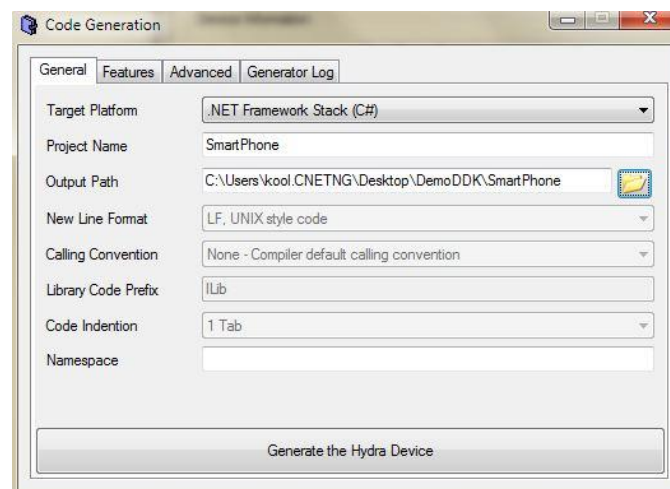 Code Generation
General Features Advanced Generator Log
Target Platform .NET Framework Stack (C#)
Project Name SmartPhone
Output Path C:\Users\kool.CNETNG\Desktop\DemoDDK\SmartPhone
New Line Format LF, UNIX style code
Calling Convention None - Compiler default calling convention
Library Code Prefix ILib
Code Indention 1 Tab
Namespace
Generate the Hydra Device